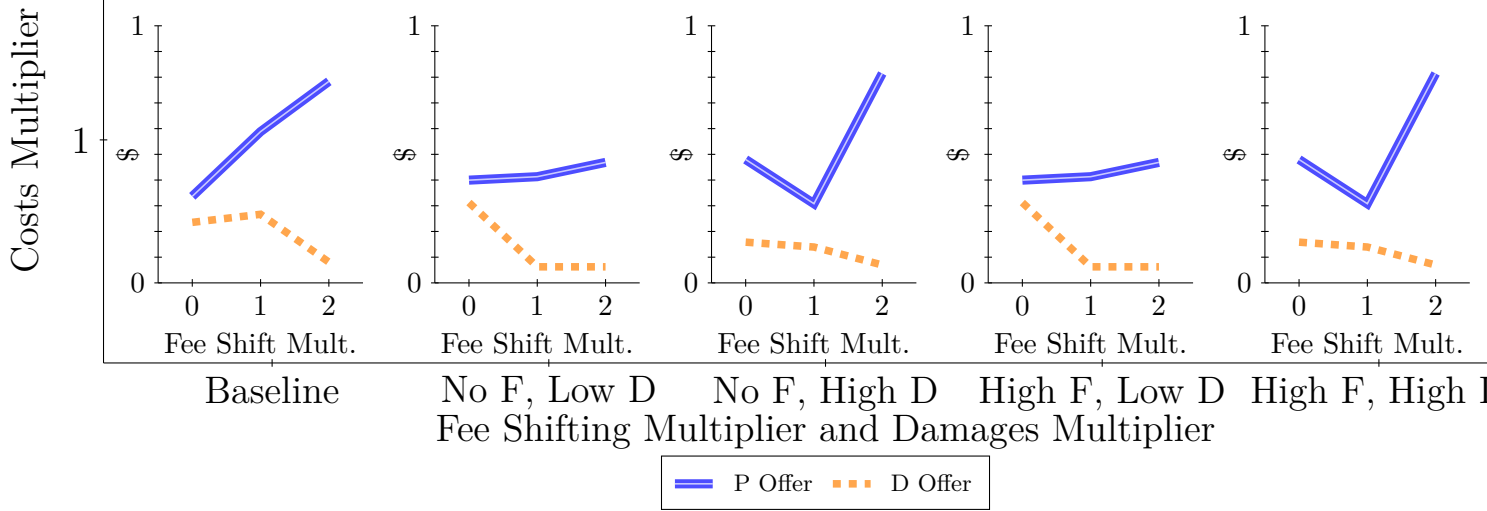 Costs Multiplier
1
1 1 1 1 1
$ $ $ $ $
0 0 0 0 0
0 1 2 0 1 2 0 1 2 0 1 2 0 1 2
Fee Shift Mult. Fee Shift Mult. Fee Shift Mult. Fee Shift Mult. Fee Shift Mult.
Baseline No F, Low D No F, High D High F, Low D High F, High
Fee Shifting Multiplier and Damages Multiplier
P Offer D Offer